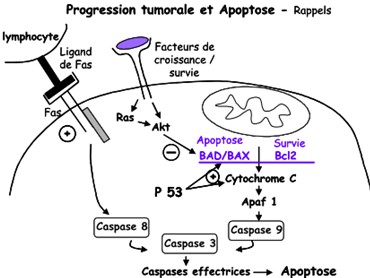 Progression tumorale et Apoptose - Rappels
lymphocyte
Ligand
de Fas
Facteurs de
croissance /
survie
Fas
Ras
Akt
+
−
Apoptose
BAD/BAX
Survie
Bcl2
+
P 53
Cytochrome C
Apaf 1
Caspase 8
Caspase 9
Caspase 3
Caspases effectrices
Apoptose